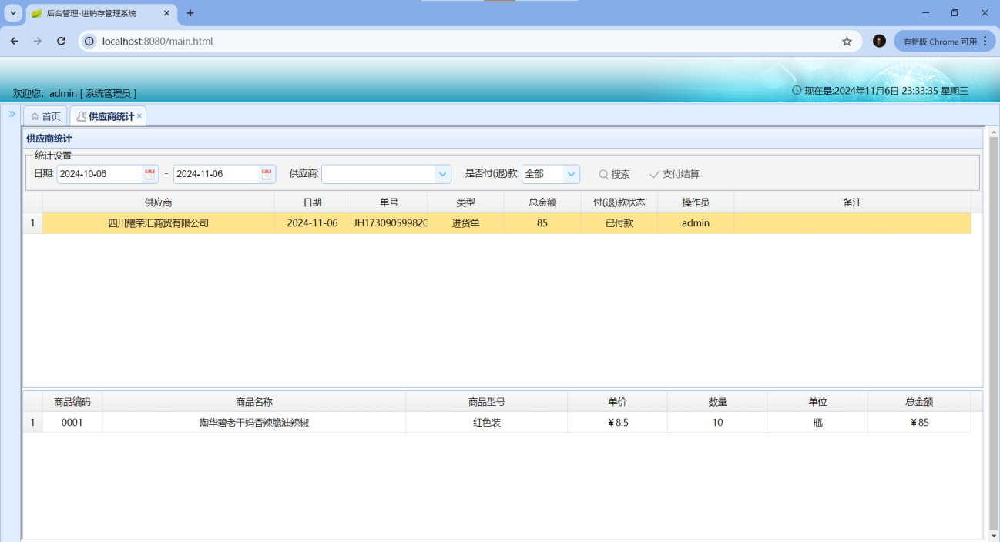 后台管理-进销存管理系统
localhost:8080/main.html
有新版 Chrome 可用
欢迎您：admin [ 系统管理员 ]
现在是:2024年11月6日 23:33:35 星期三
首页 供应商统计
供应商统计
统计设置
日期: 2024-10-06 - 2024-11-06 供应商: 是否付(退)款: 全部 搜索 支付结算
供应商 日期 单号 类型 总金额 付(退)款状态 操作员 备注
1 四川耀荣汇商贸有限公司 2024-11-06 JH17309059982 进货单 85 已付款 admin
商品编码 商品名称 商品型号 单价 数量 单位 总金额
1 0001 陶华碧老干妈香辣脆油辣椒 红色装 ¥8.5 10 瓶 ¥85